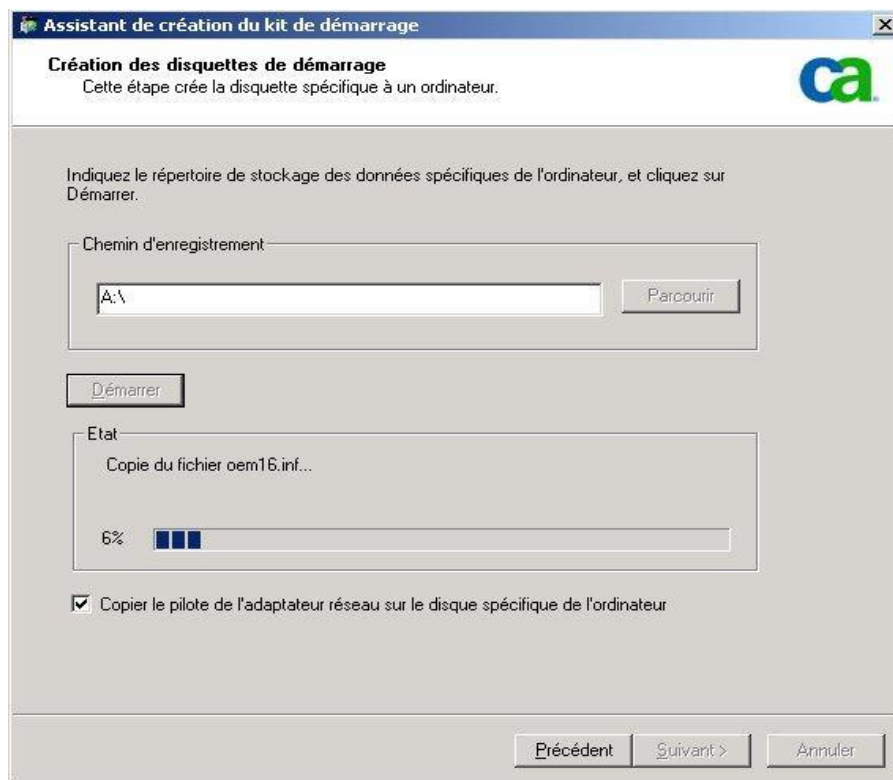 Assistant de création du kit de démarrage
Création des disquettes de démarrage
Cette étape crée la disquette spécifique à un ordinateur.
ca
Indiquez le répertoire de stockage des données spécifiques de l'ordinateur, et cliquez sur
Démarrer.
Chemin d'enregistrement
A:\
Parcourir
Démarrer
Etat
Copie du fichier oem16.inf...
6%
Copier le pilote de l'adaptateur réseau sur le disque spécifique de l'ordinateur
Précédent
Suivant >
Annuler